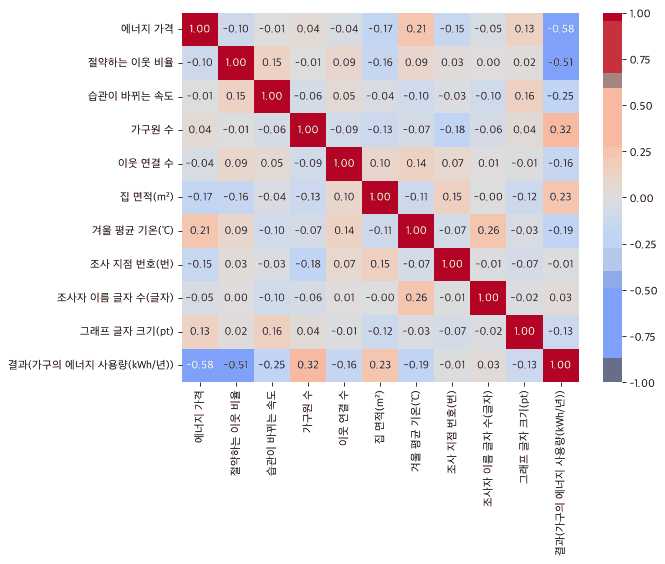 에너지 가격 1.00 -0.10 -0.01 0.04 -0.04 -0.17 0.21 -0.15 -0.05 0.13 -0.58
절약하는 이웃 비율 -0.10 1.00 0.15 -0.01 0.09 -0.16 0.09 0.03 0.00 0.02 -0.51
습관이 바뀌는 속도 -0.01 0.15 1.00 -0.06 0.05 -0.04 -0.10 -0.03 -0.10 0.16 -0.25
가구원 수 0.04 -0.01 -0.06 1.00 -0.09 -0.13 -0.07 -0.18 -0.06 0.04 0.32
이웃 연결 수 -0.04 0.09 0.05 -0.09 1.00 0.10 0.14 0.07 0.01 -0.01 -0.16
집 면적(m²) -0.17 -0.16 -0.04 -0.13 0.10 1.00 -0.11 0.15 -0.00 -0.12 0.23
겨울 평균 기온(℃) 0.21 0.09 -0.10 -0.07 0.14 -0.11 1.00 -0.07 0.26 -0.03 -0.19
조사 지점 번호(번) -0.15 0.03 -0.03 -0.18 0.07 0.15 -0.07 1.00 -0.01 -0.07 -0.01
조사자 이름 글자 수(글자) -0.05 0.00 -0.10 -0.06 0.01 -0.00 0.26 -0.01 1.00 -0.02 0.03
그래프 글자 크기(pt) 0.13 0.02 0.16 0.04 -0.01 -0.12 -0.03 -0.07 -0.02 1.00 -0.13
결과(가구의 에너지 사용량(kWh/년)) -0.58 -0.51 -0.25 0.32 -0.16 0.23 -0.19 -0.01 0.03 -0.13 1.00
에너지 가격
절약하는 이웃 비율
습관이 바뀌는 속도
가구원 수
이웃 연결 수
집 면적(m²)
겨울 평균 기온(℃)
조사 지점 번호(번)
조사자 이름 글자 수(글자)
그래프 글자 크기(pt)
결과(가구의 에너지 사용량(kWh/년))
1.00
0.75
0.50
0.25
0.00
-0.25
-0.50
-0.75
-1.00